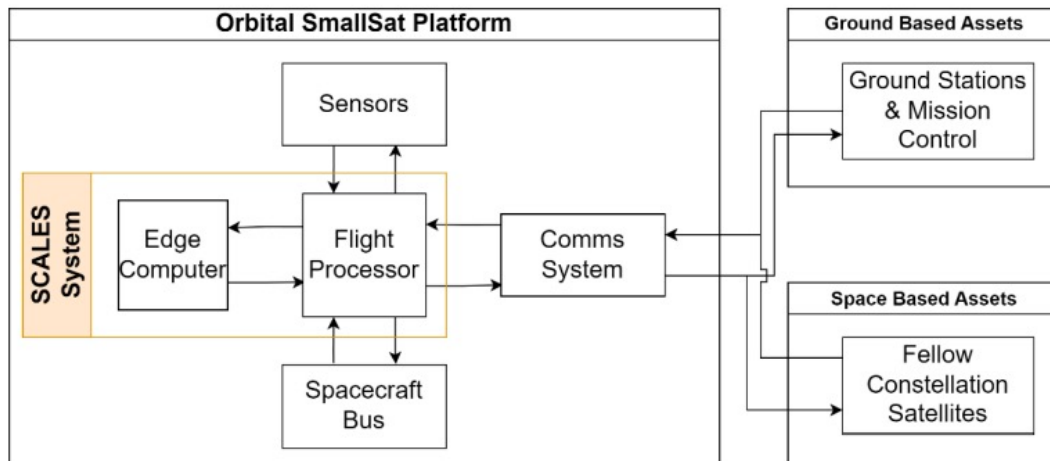 Orbital SmallSat Platform
Sensors
SCALES
System
Edge
Computer
Flight
Processor
Comms
System
Spacecraft
Bus
Ground Based Assets
Ground Stations
& Mission
Control
Space Based Assets
Fellow
Constellation
Satellites